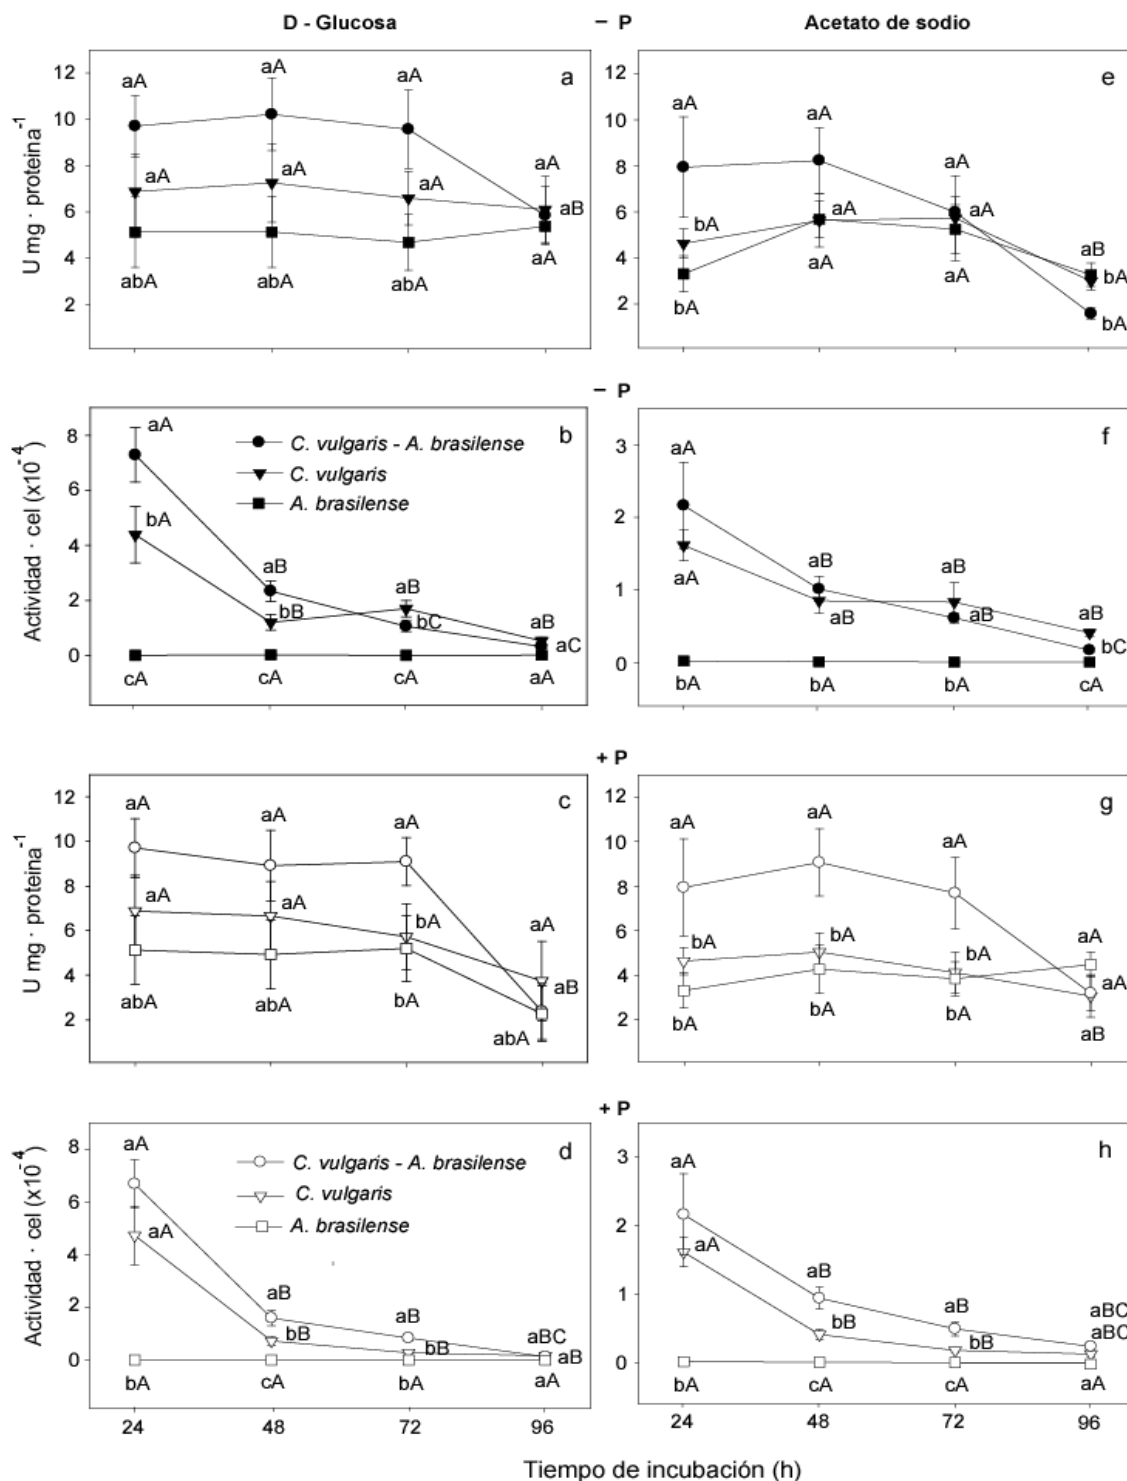 D - Glucosa – P Acetato de sodio
a
12
10
8
6
4
2
U mg · proteina⁻¹
aA aA aA aA
aA aA aA aB
abA abA abA aA
e
12
10
8
6
4
2
aA aA aA aB
bA aA aA bA
bA aA aA bA
– P
b
8
6
4
2
0
Actividad · cel (x10⁻⁴)
C. vulgaris - A. brasilense
C. vulgaris
A. brasilense
aA aB aB aB
bA bB bC aC
cA cA cA aA
f
3
2
1
0
aA aB aB aB
aA aB aB bC
bA bA bA cA
+ P
c
12
10
8
6
4
2
U mg · proteina⁻¹
aA aA aA aA
aA aA bA aB
abA abA bA abA
g
12
10
8
6
4
2
aA aA aA aA
bA bA bA aA
bA bA bA aB
+ P
d
8
6
4
2
0
Actividad · cel (x10⁻⁴)
C. vulgaris - A. brasilense
C. vulgaris
A. brasilense
aA aB aB aBC
aA bB bB aB
bA cA bA aA
24 48 72 96
h
3
2
1
0
aA aB aB aBC
aA bB bB aBC
bA cA cA aA
24 48 72 96
Tiempo de incubación (h)